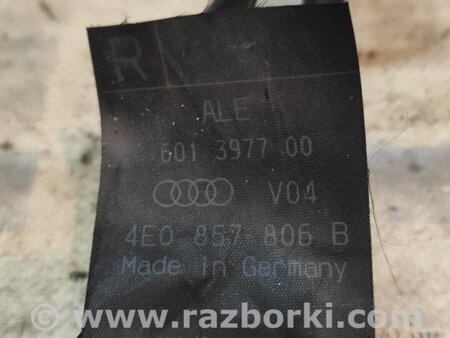 R
ALE
601 3977 00
V04
4E0 857 806 B
Made in Germany
www.razborki.com